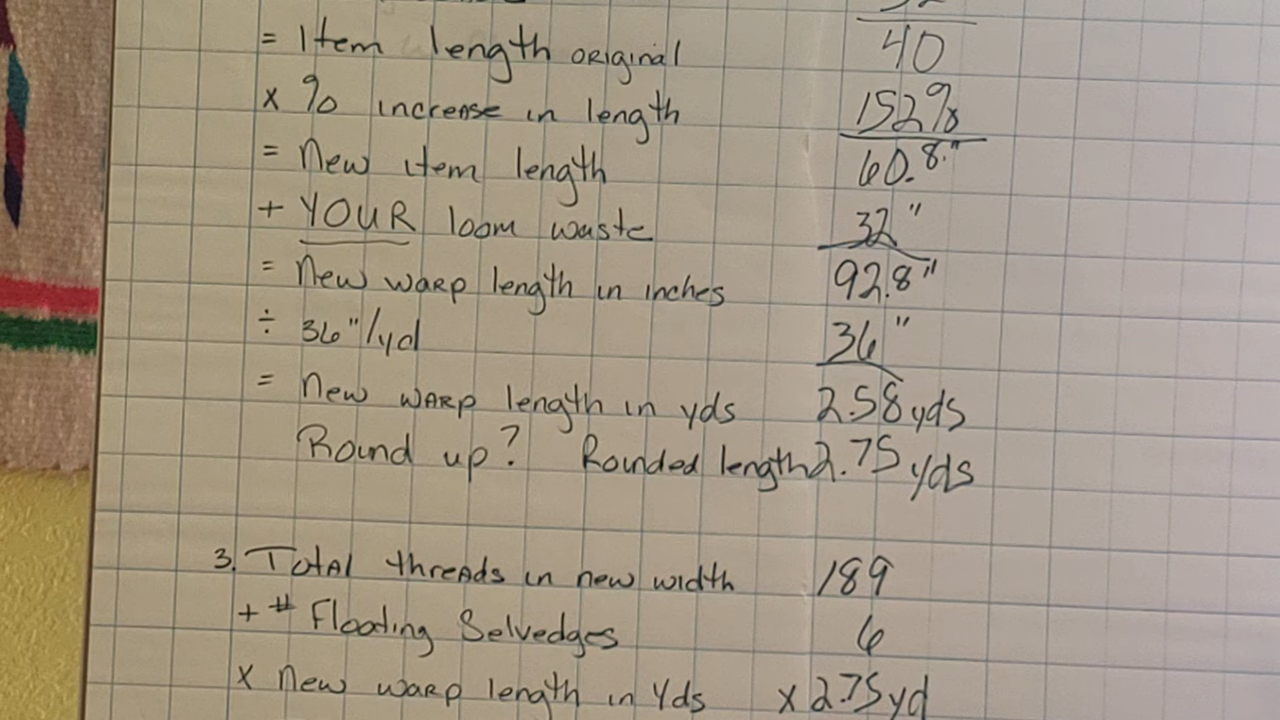 = Item length original 40
x % increase in length 152%
= New item length 60.8"
+ YOUR loom waste 32"
= New warp length in inches 92.8"
÷ 36"/yd 36"
= New warp length in yds 2.58 yds
Round up? Rounded length 2.75 yds
3. Total threads in new width 189
+ # Floating Selvedges 6
x New warp length in Yds x 2.75 yd